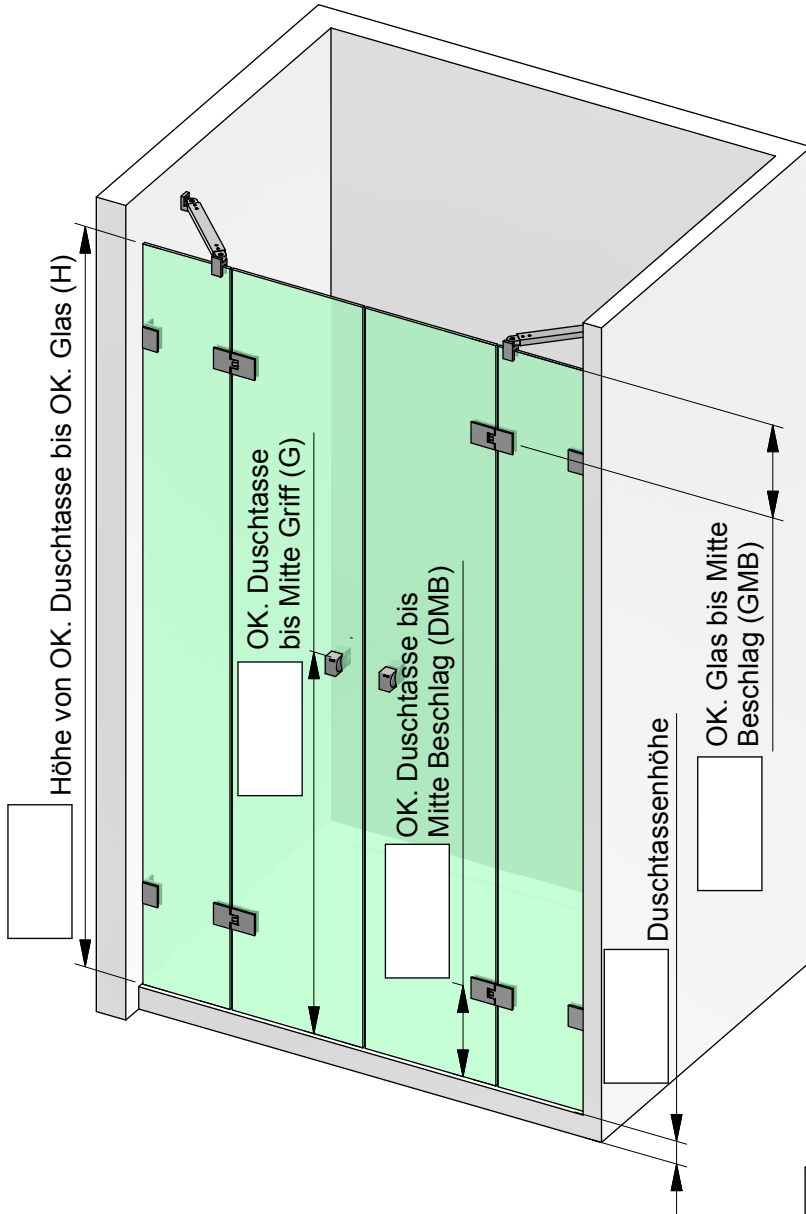 Höhe von OK. Duschtasse bis OK. Glas (H)
OK. Duschtasse
bis Mitte Griff (G)
OK. Duschtasse bis
Mitte Beschlag (DMB)
Duschtassenhöhe
OK. Glas bis Mitte
Beschlag (GMB)